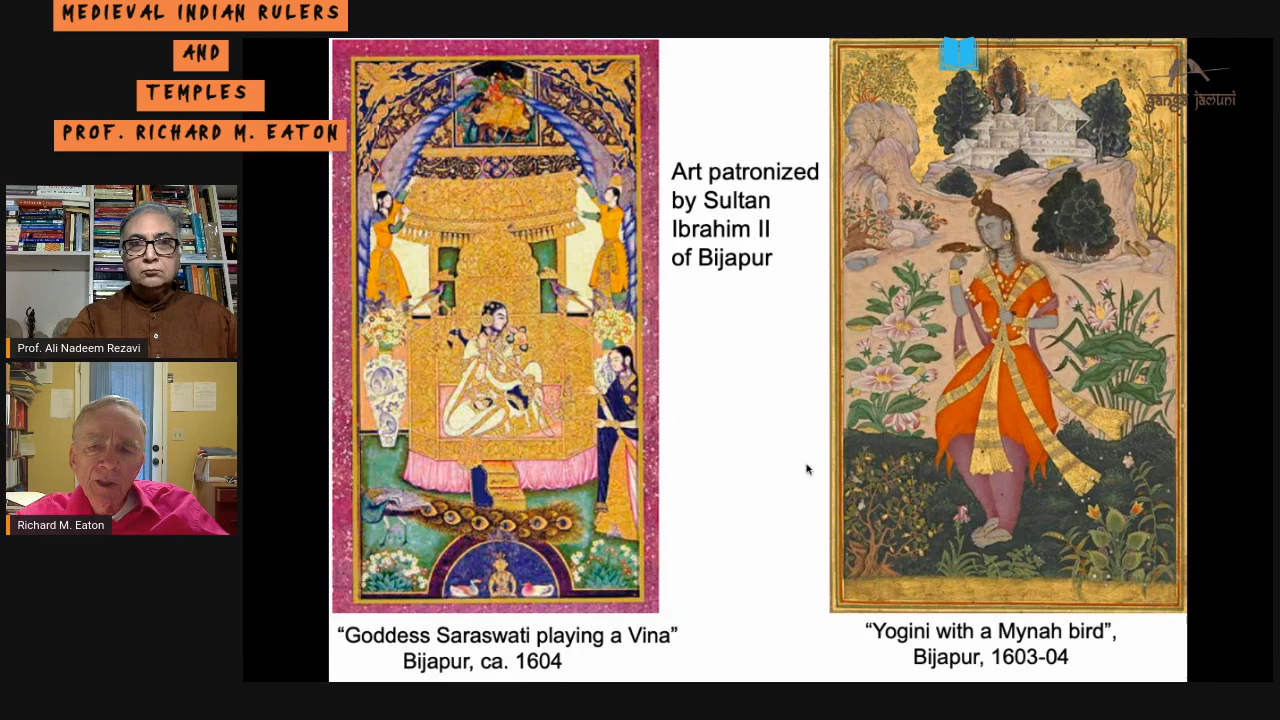 MEDIEVAL INDIAN RULERS
AND
TEMPLES
PROF. RICHARD M. EATON
Prof. Ali Nadeem Rezavi
Richard M. Eaton
Art patronized
by Sultan
Ibrahim II
of Bijapur
ganga jamuni
“Goddess Saraswati playing a Vina”
Bijapur, ca. 1604
“Yogini with a Mynah bird”,
Bijapur, 1603-04